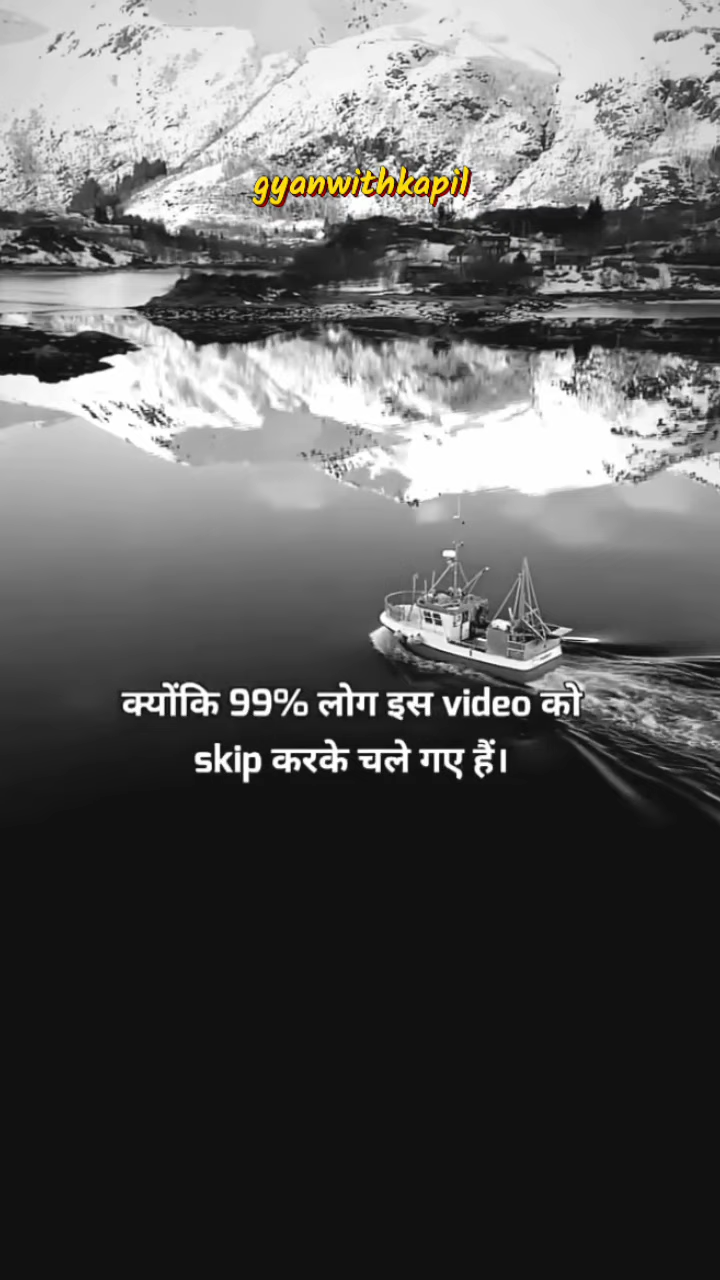 gyanwithkapil
क्योंकि 99% लोग इस video को
skip करके चले गए हैं।